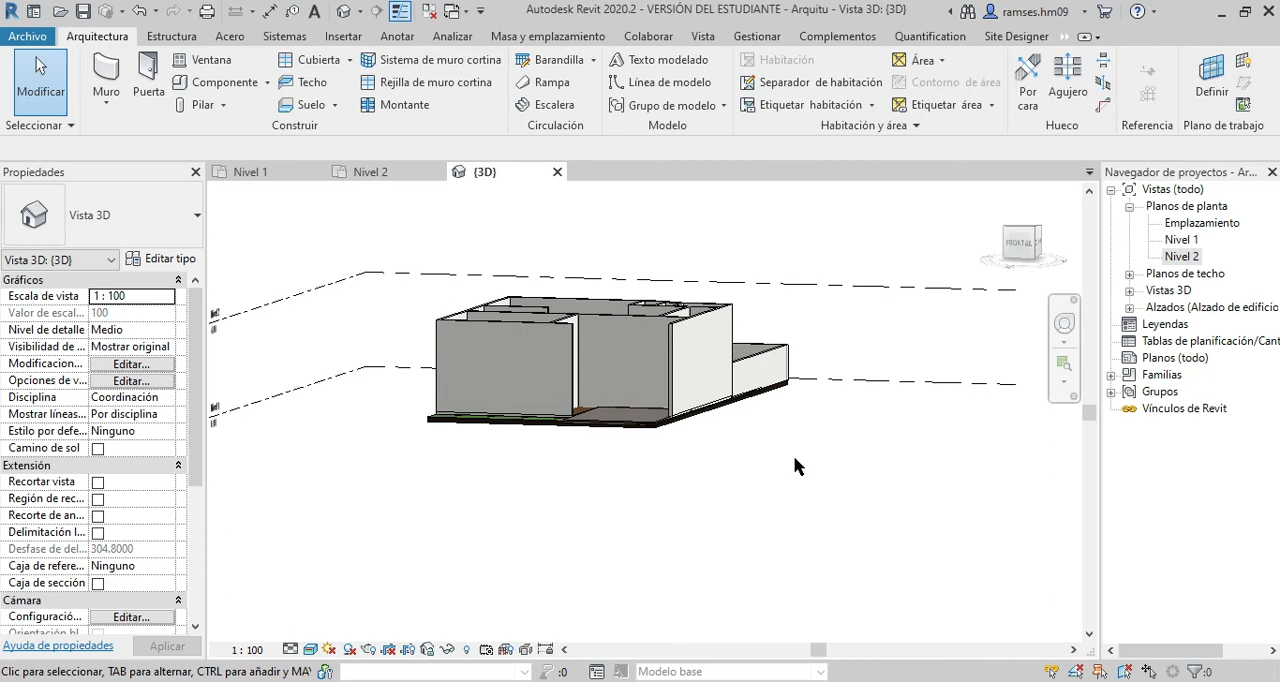 Autodesk Revit 2020.2 - VERSIÓN DEL ESTUDIANTE - Arquitu - Vista 3D: {3D}
ramses.hm09
Archivo Arquitectura Estructura Acero Sistemas Insertar Anotar Analizar Masa y emplazamiento Colaborar Vista Gestionar Complementos Quantification Site Designer
Modificar
Muro
Puerta
Ventana
Componente
Pilar
Cubierta
Techo
Suelo
Sistema de muro cortina
Rejilla de muro cortina
Montante
Barandilla
Rampa
Escalera
Texto modelado
Línea de modelo
Grupo de modelo
Habitación
Separador de habitación
Etiquetar habitación
Área
Contorno de área
Etiquetar área
Por cara
Agujero
Definir
Seleccionar Construir Circulación Modelo Habitación y área Hueco Referencia Plano de trabajo
Propiedades
Nivel 1
Nivel 2
{3D}
Navegador de proyectos - Ar...
Vista 3D
Vista 3D: {3D}
Editar tipo
Gráficos
Escala de vista 1 : 100
Valor de escal... 100
Nivel de detalle Medio
Visibilidad de ... Mostrar original
Modificacion... Editar...
Opciones de v... Editar...
Disciplina Coordinación
Mostrar líneas... Por disciplina
Estilo por defe... Ninguno
Camino de sol
Extensión
Recortar vista
Región de rec...
Recorte de an...
Delimitación l...
Desfase de del... 304.8000
Caja de refere... Ninguno
Caja de sección
Cámara
Configuració... Editar...
Ayuda de propiedades
Aplicar
FRONTAL
Vistas (todo)
Planos de planta
Emplazamiento
Nivel 1
Nivel 2
Planos de techo
Vistas 3D
Alzados (Alzado de edificio
Leyendas
Tablas de planificación/Cant
Planos (todo)
Familias
Grupos
Vínculos de Revit
1 : 100
Clic para seleccionar, TAB para alternar, CTRL para añadir y MAY
:0
Modelo base
:0